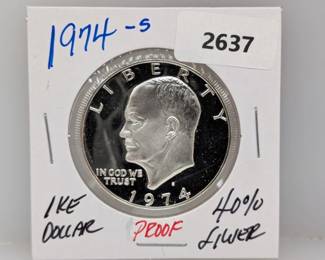 1974-S
2637
LIBERTY
IN GOD WE
TRUST
S
1974
IKE
DOLLAR
PROOF
40%
SILVER